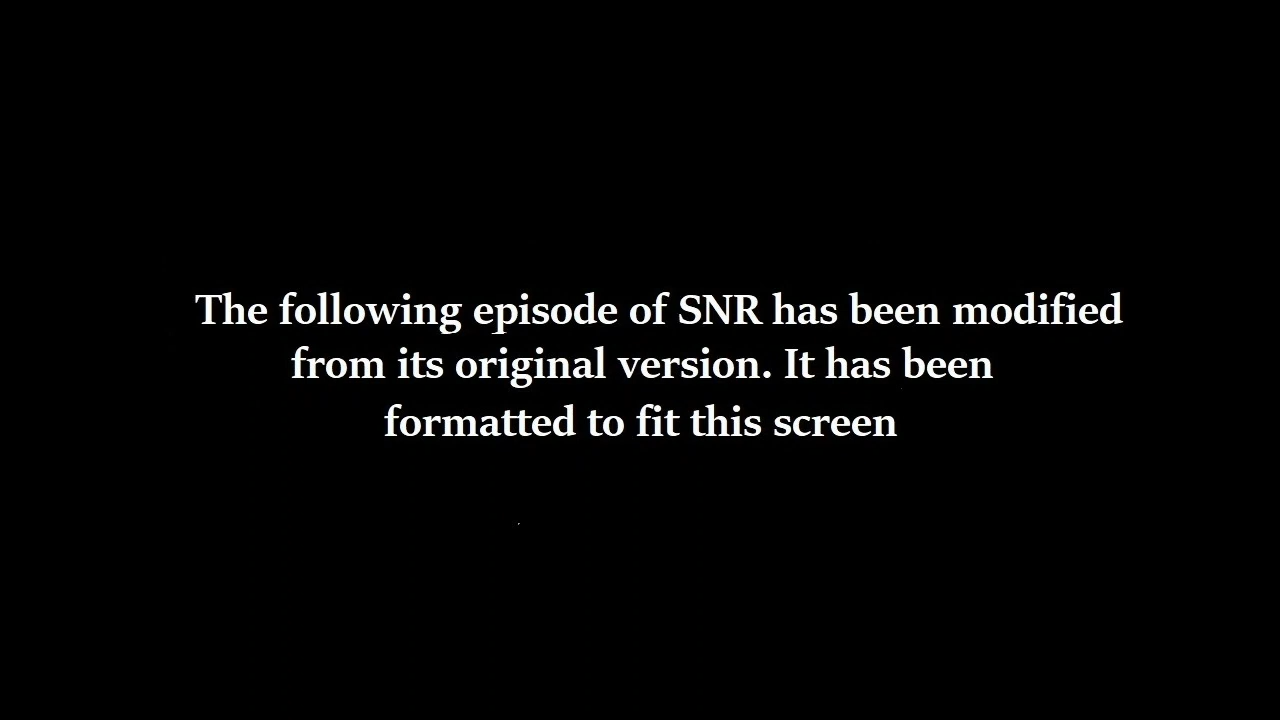 The following episode of SNR has been modified
from its original version. It has been
formatted to fit this screen